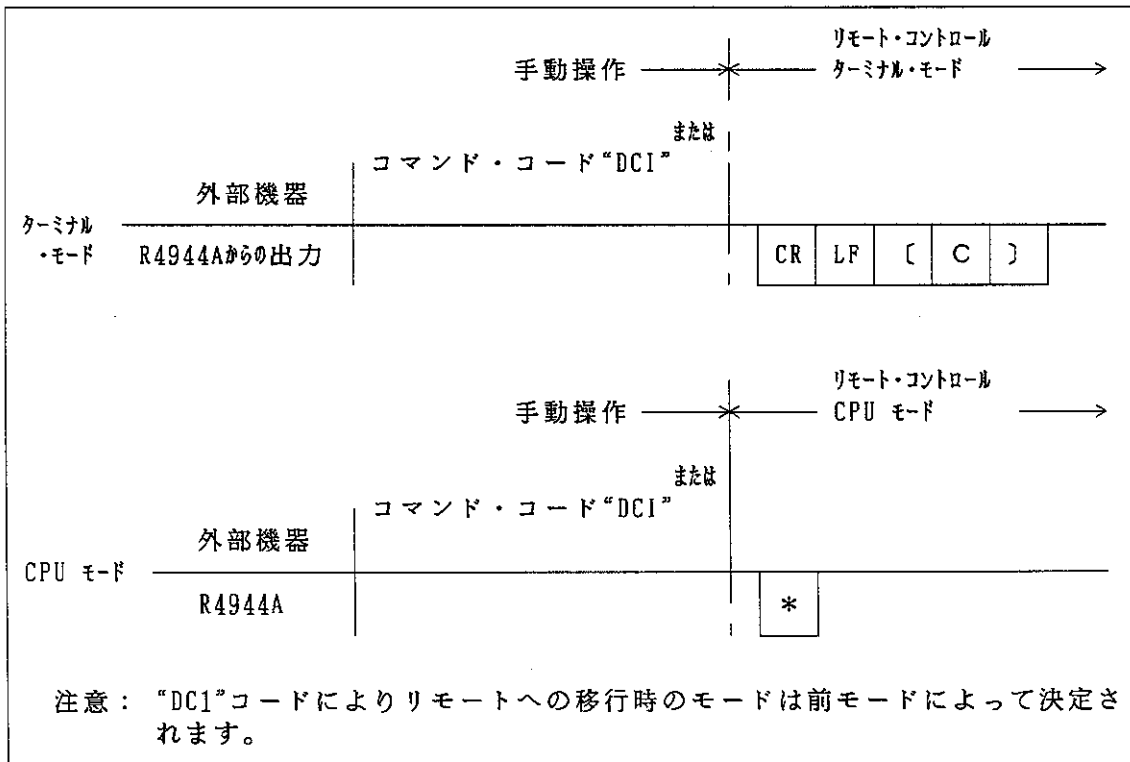 リモート・コントロール
手動操作 ターミナル・モード
または
コマンド・コード“DCI”
外部機器
ターミナル
・モード R4944Aからの出力
CR LF 〔 C 〕
リモート・コントロール
手動操作 CPU モード
または
コマンド・コード“DCI”
外部機器
CPU モード
R4944A *
注意： “DC1”コードによりリモートへの移行時のモードは前モードによって決定さ
れます。